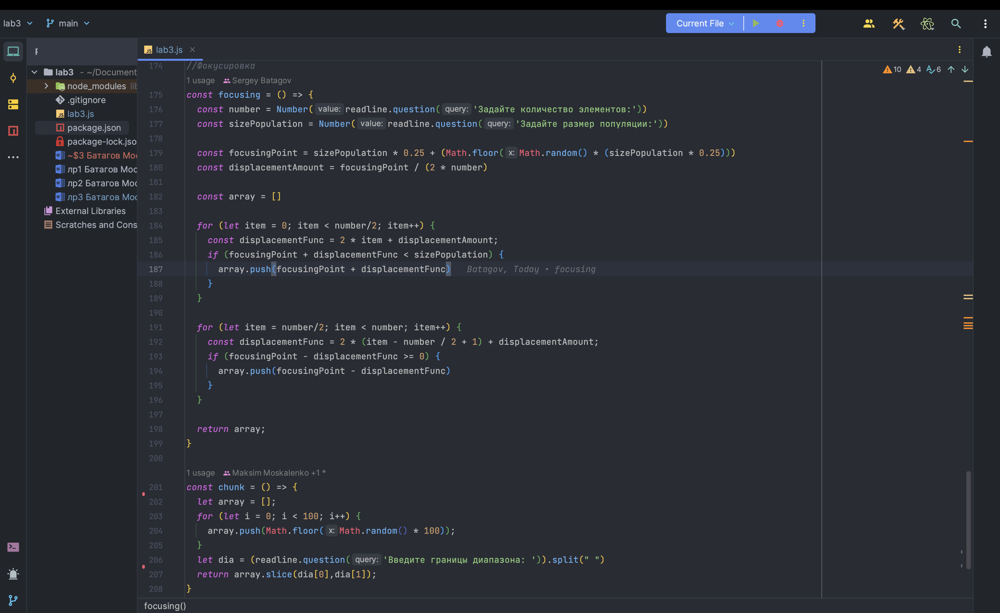 lab3
main
Current File
lab3.js
lab3 - ~/Document
node_modules lib
.gitignore
lab3.js
package.json
package-lock.jso
~$3 Батагов Мос
лр1 Батагов Мос
лр2 Батагов Мос
лр3 Батагов Мос
External Libraries
Scratches and Cons
10 4 6
174 //Фокусировка
1 usage Sergey Batagov
175 const focusing = () => {
176 const number = Number( value: readline.question( query: 'Задайте количество элементов:'))
177 const sizePopulation = Number( value: readline.question( query: 'Задайте размер популяции:'))
178
179 const focusingPoint = sizePopulation * 0.25 + (Math.floor( x: Math.random() * (sizePopulation * 0.25)))
180 const displacementAmount = focusingPoint / (2 * number)
181
182 const array = []
183
184 for (let item = 0; item < number/2; item++) {
185 const displacementFunc = 2 * item + displacementAmount;
186 if (focusingPoint + displacementFunc < sizePopulation) {
187 array.push(focusingPoint + displacementFunc) Batagov, Today • focusing
188 }
189 }
190
191 for (let item = number/2; item < number; item++) {
192 const displacementFunc = 2 * (item - number / 2 + 1) + displacementAmount;
193 if (focusingPoint - displacementFunc >= 0) {
194 array.push(focusingPoint - displacementFunc)
195 }
196 }
197
198 return array;
199 }
200
1 usage Maksim Moskalenko +1 *
201 const chunk = () => {
202 let array = [];
203 for (let i = 0; i < 100; i++) {
204 array.push(Math.floor( x: Math.random() * 100));
205 }
206 let dia = (readline.question( query: 'Введите границы диапазона: ')).split(" ")
207 return array.slice(dia[0],dia[1]);
208 }
focusing()